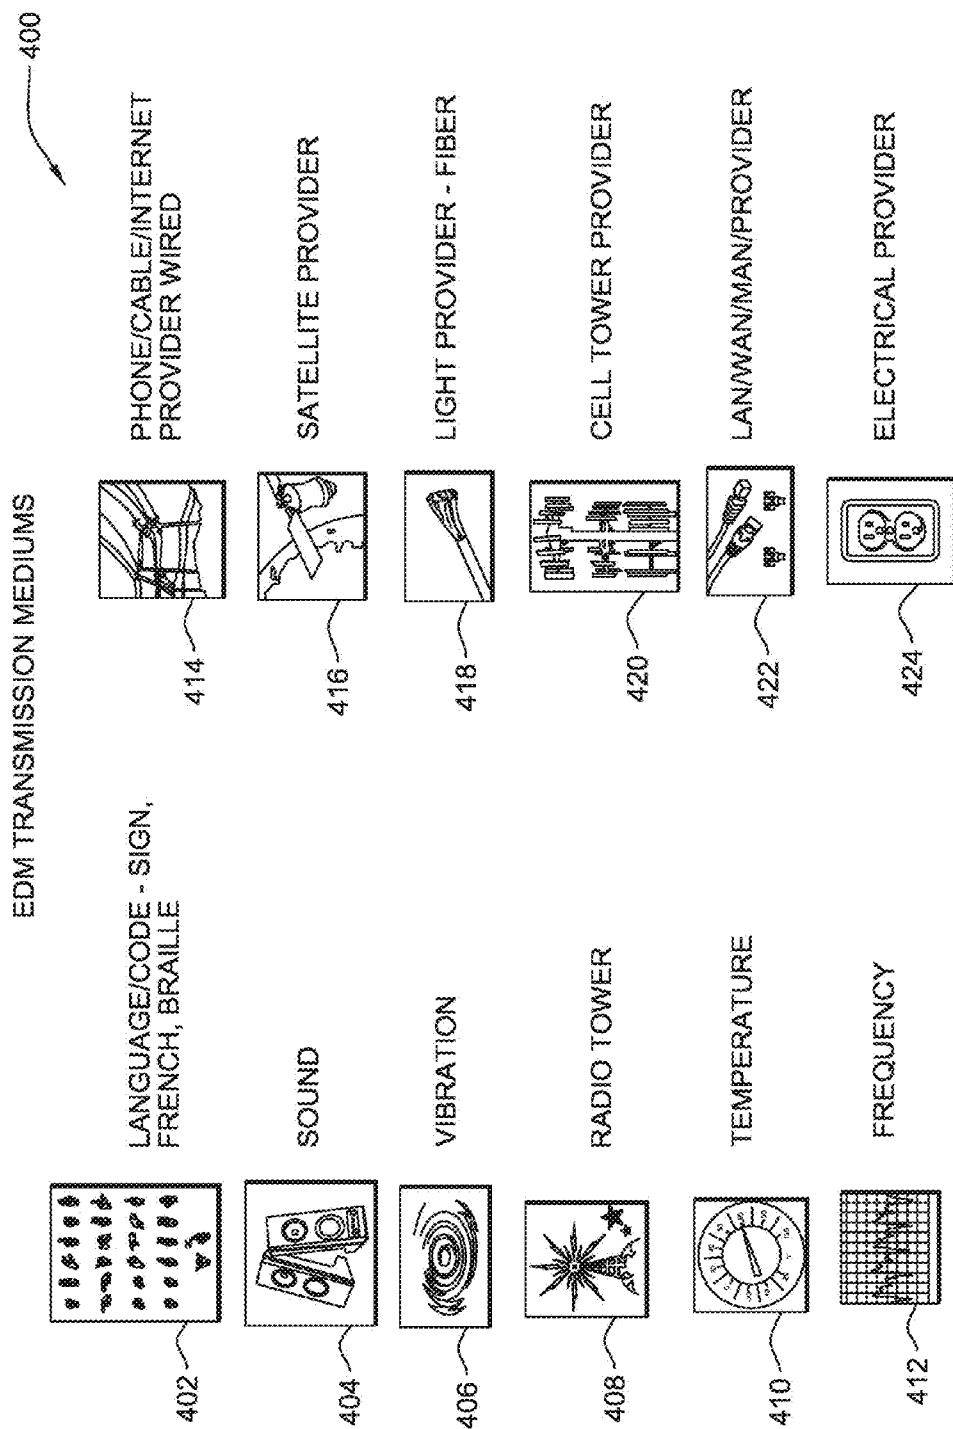 EDM TRANSMISSION MEDIUMS
400
402
LANGUAGE/CODE - SIGN,
FRENCH, BRAILLE
404
SOUND
406
VIBRATION
408
RADIO TOWER
410
TEMPERATURE
412
FREQUENCY
414
PHONE/CABLE/INTERNET
PROVIDER WIRED
416
SATELLITE PROVIDER
418
LIGHT PROVIDER - FIBER
420
CELL TOWER PROVIDER
422
LAN/WAN/MAN/PROVIDER
424
ELECTRICAL PROVIDER